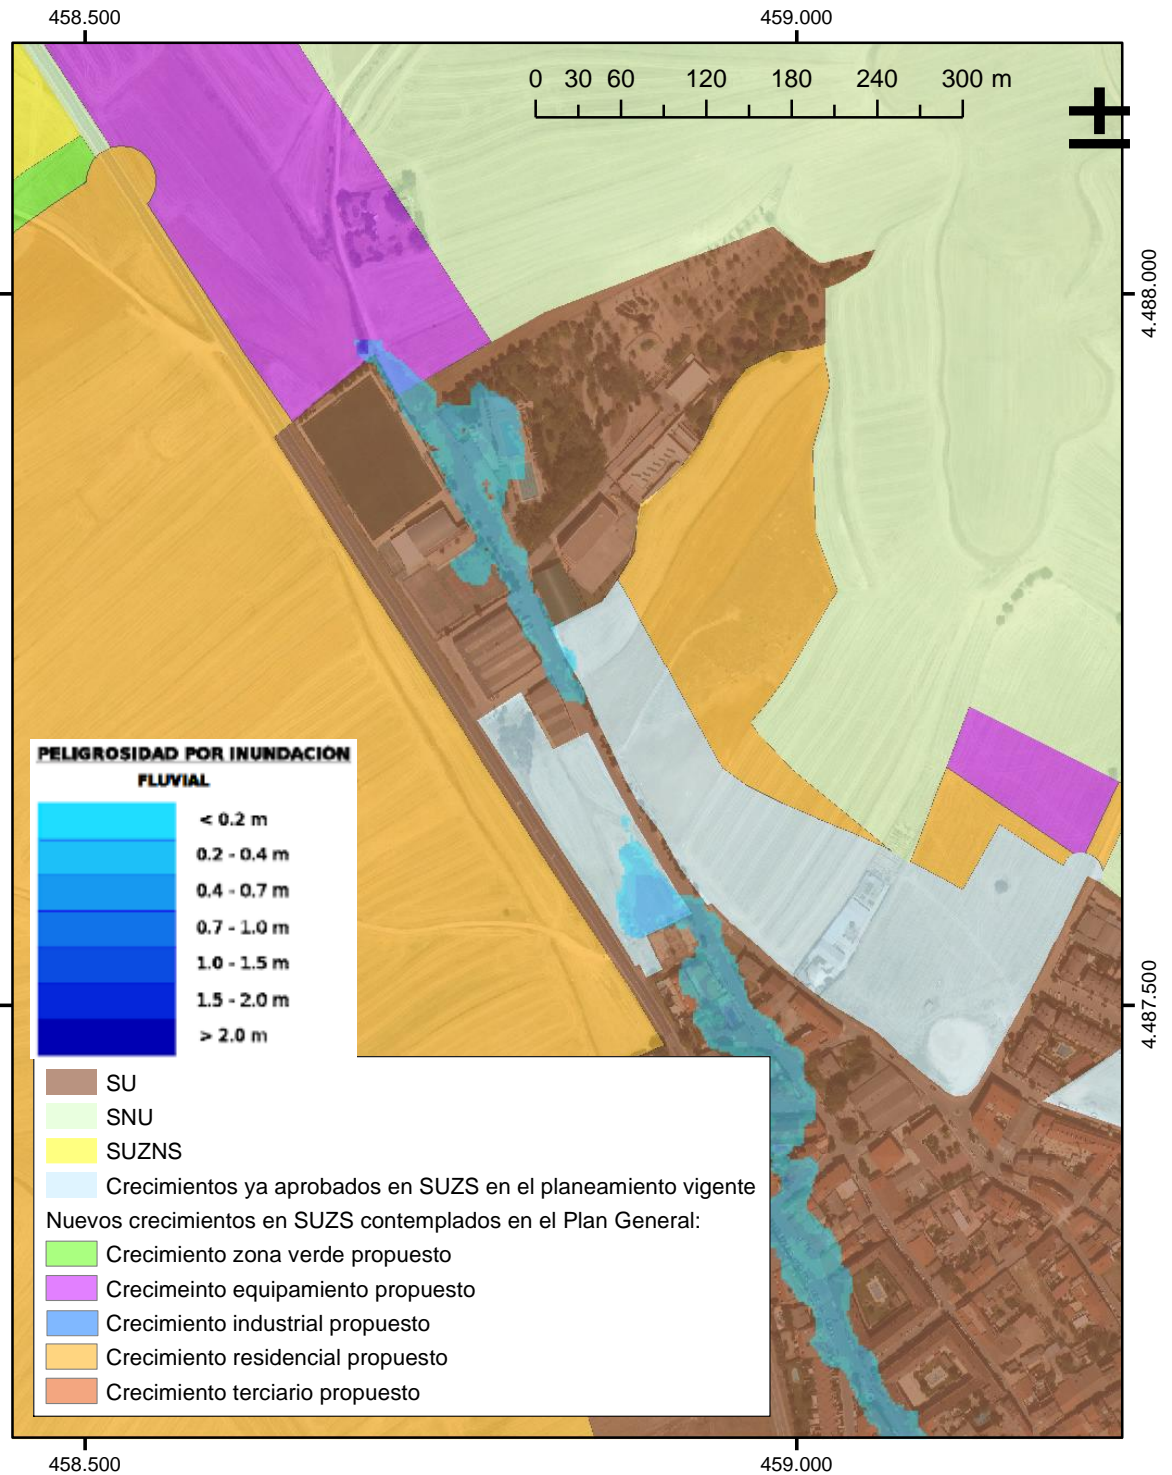 458.500 459.000
0 30 60 120 180 240 300 m
4.488.000
PELIGROSIDAD POR INUNDACIÓN
FLUVIAL
< 0.2 m
0.2 - 0.4 m
0.4 - 0.7 m
0.7 - 1.0 m
1.0 - 1.5 m
1.5 - 2.0 m
> 2.0 m
4.487.500
SU
SNU
SUZNS
Crecimientos ya aprobados en SUZS en el planeamiento vigente
Nuevos crecimientos en SUZS contemplados en el Plan General:
Crecimiento zona verde propuesto
Crecimeinto equipamiento propuesto
Crecimiento industrial propuesto
Crecimiento residencial propuesto
Crecimiento terciario propuesto
458.500 459.000